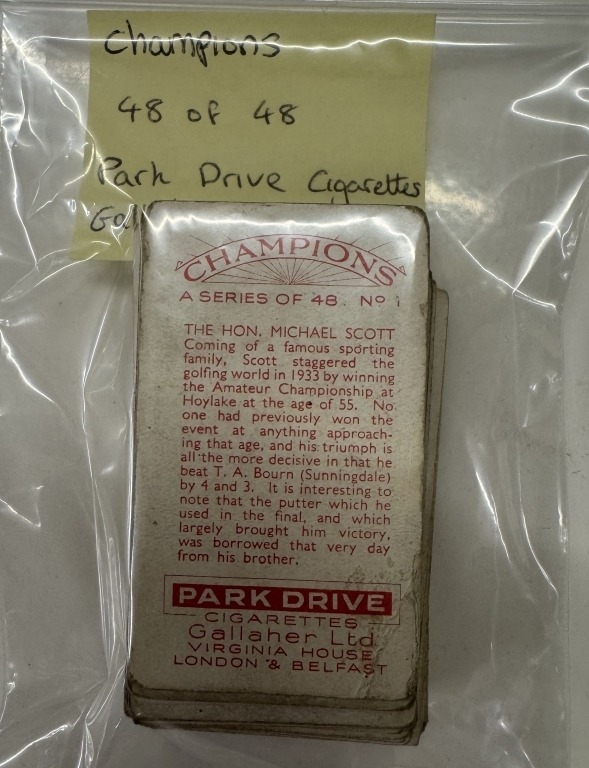 Champions
48 of 48
Park Drive Cigarettes
CHAMPIONS
A SERIES OF 48. Nº 1
THE HON. MICHAEL SCOTT
Coming of a famous sporting
family, Scott staggered the
golfing world in 1933 by winning
the Amateur Championship at
Hoylake at the age of 55. No
one had previously won the
event at anything approach-
ing that age, and his triumph is
all the more decisive in that he
beat T. A. Bourn (Sunningdale)
by 4 and 3. It is interesting to
note that the putter which he
used in the final, and which
largely brought him victory,
was borrowed that very day
from his brother.
PARK DRIVE
CIGARETTES
Gallaher Ltd
VIRGINIA HOUSE
LONDON & BELFAST